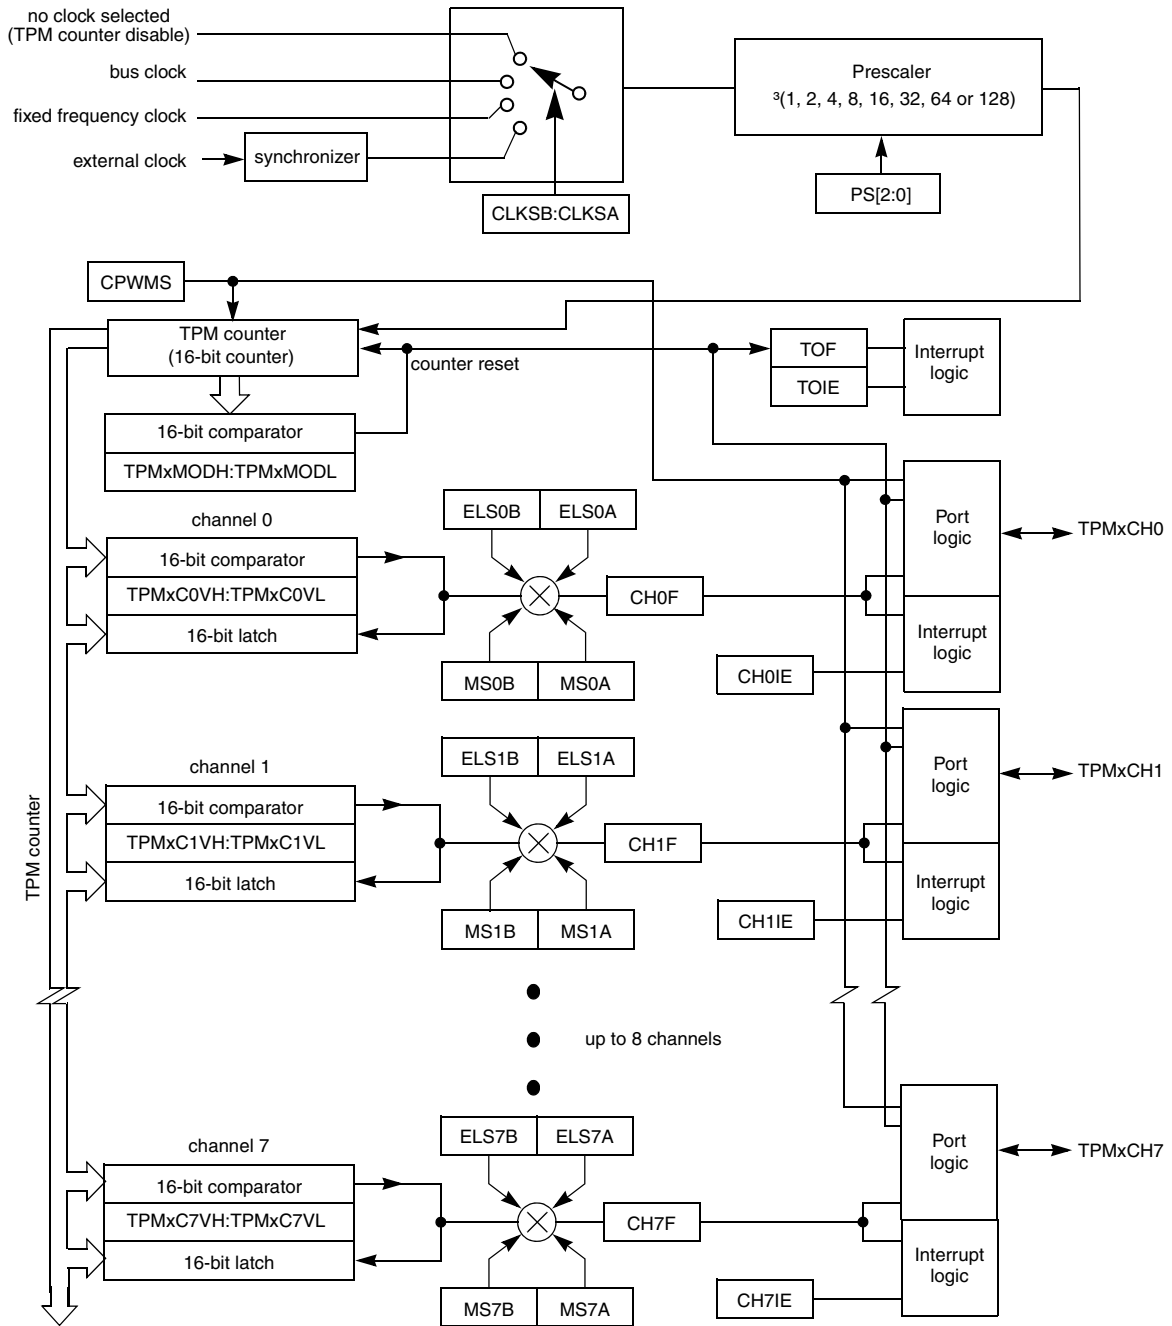 no clock selected
(TPM counter disable)
bus clock
fixed frequency clock
external clock
synchronizer
CLKSB:CLKSA
Prescaler
³(1, 2, 4, 8, 16, 32, 64 or 128)
PS[2:0]
CPWMS
TPM counter
(16-bit counter)
counter reset
TOF
TOIE
Interrupt
logic
16-bit comparator
TPMxMODH:TPMxMODL
channel 0
16-bit comparator
TPMxC0VH:TPMxC0VL
16-bit latch
ELS0B
ELS0A
MS0B
MS0A
CH0F
CH0IE
Port
logic
Interrupt
logic
TPMxCH0
channel 1
16-bit comparator
TPMxC1VH:TPMxC1VL
16-bit latch
ELS1B
ELS1A
MS1B
MS1A
CH1F
CH1IE
Port
logic
Interrupt
logic
TPMxCH1
TPM counter
up to 8 channels
channel 7
16-bit comparator
TPMxC7VH:TPMxC7VL
16-bit latch
ELS7B
ELS7A
MS7B
MS7A
CH7F
CH7IE
Port
logic
Interrupt
logic
TPMxCH7